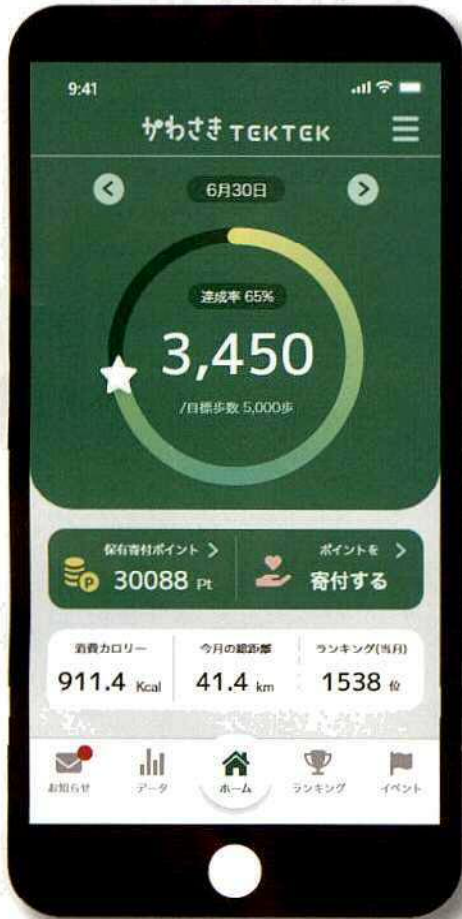 9:41
かわさき TEKTEK
6月30日
達成率 65%
3,450
/目標歩数 5,000歩
保有寄付ポイント
30088 Pt
ポイントを
寄付する
消費カロリー
911.4 Kcal
今月の総距離
41.4 km
ランキング(当月)
1538 位
お知らせ
データ
ホーム
ランキング
イベント